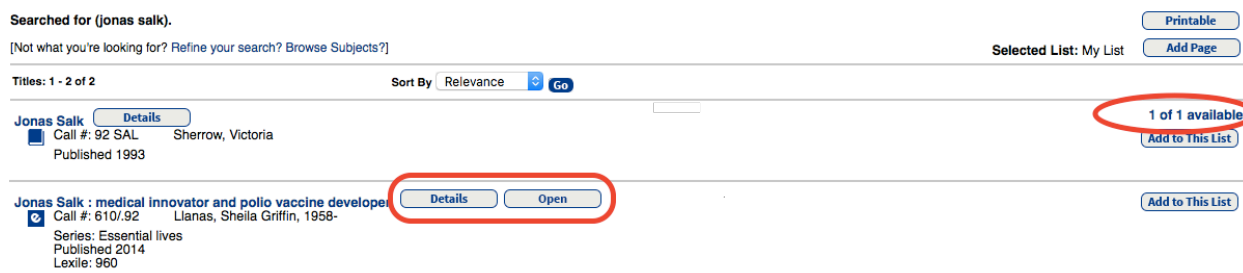 Searched for (jonas salk).
Printable
[Not what you're looking for? Refine your search? Browse Subjects?]
Selected List: My List
Add Page
Titles: 1 - 2 of 2
Sort By Relevance Go
Jonas Salk Details
1 of 1 available
Call #: 92 SAL Sherrow, Victoria
Add to This List
Published 1993
Jonas Salk : medical innovator and polio vaccine developer Details Open
Add to This List
Call #: 610/.92 Llanas, Sheila Griffin, 1958-
Series: Essential lives
Published 2014
Lexile: 960